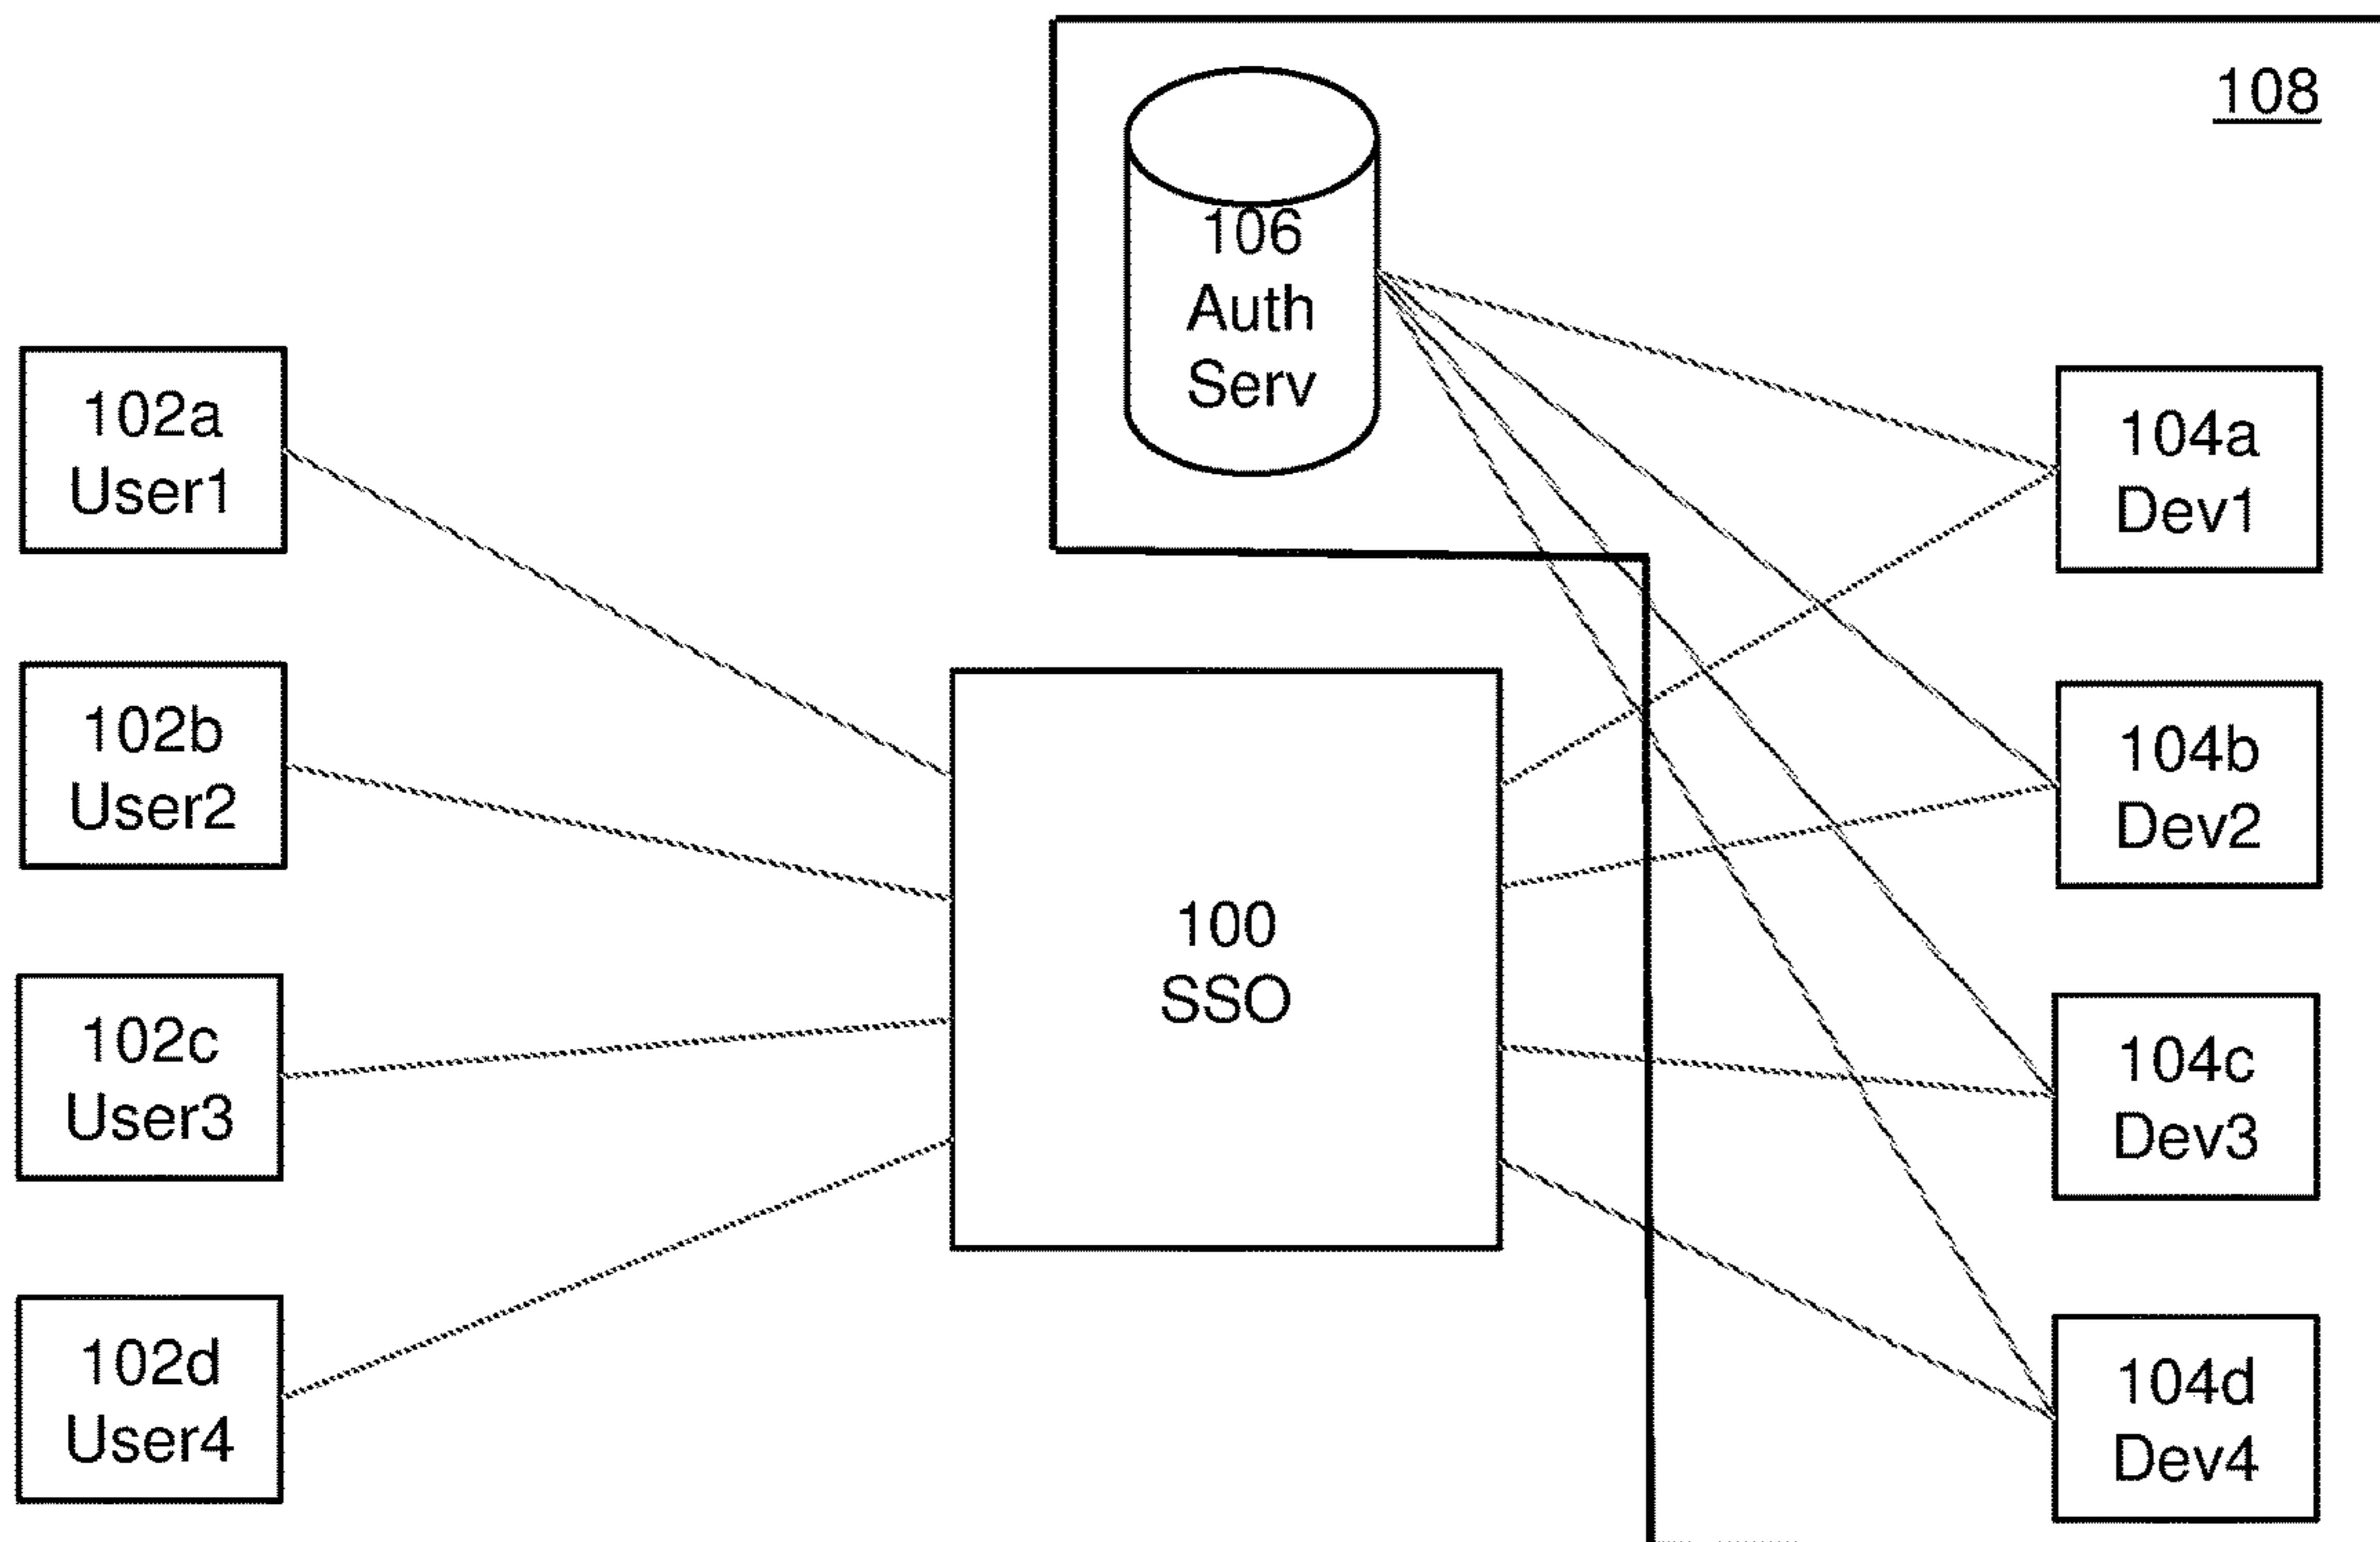 108
106
Auth
Serv
102a
User1
104a
Dev1
102b
User2
104b
Dev2
100
SSO
102c
User3
104c
Dev3
102d
User4
104d
Dev4